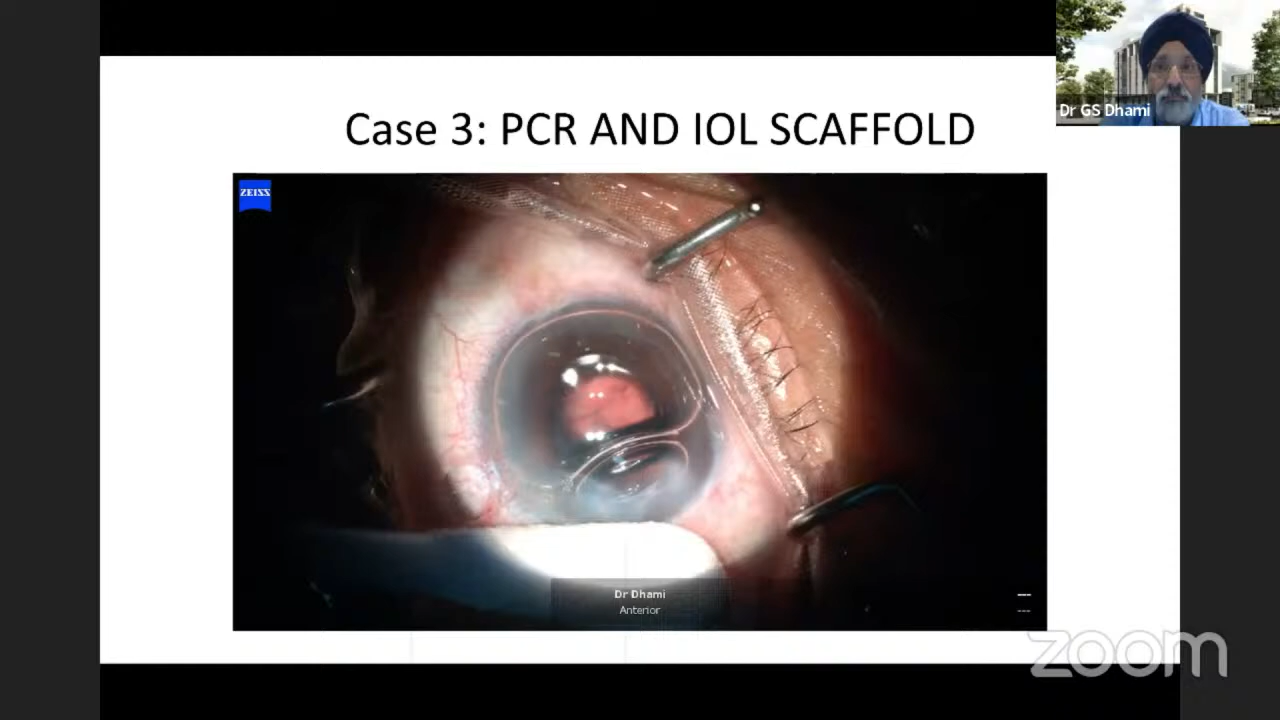 Dr GS Dhami
Case 3: PCR AND IOL SCAFFOLD
ZEISS
Dr Dhami
Anterior
---
---
zoom